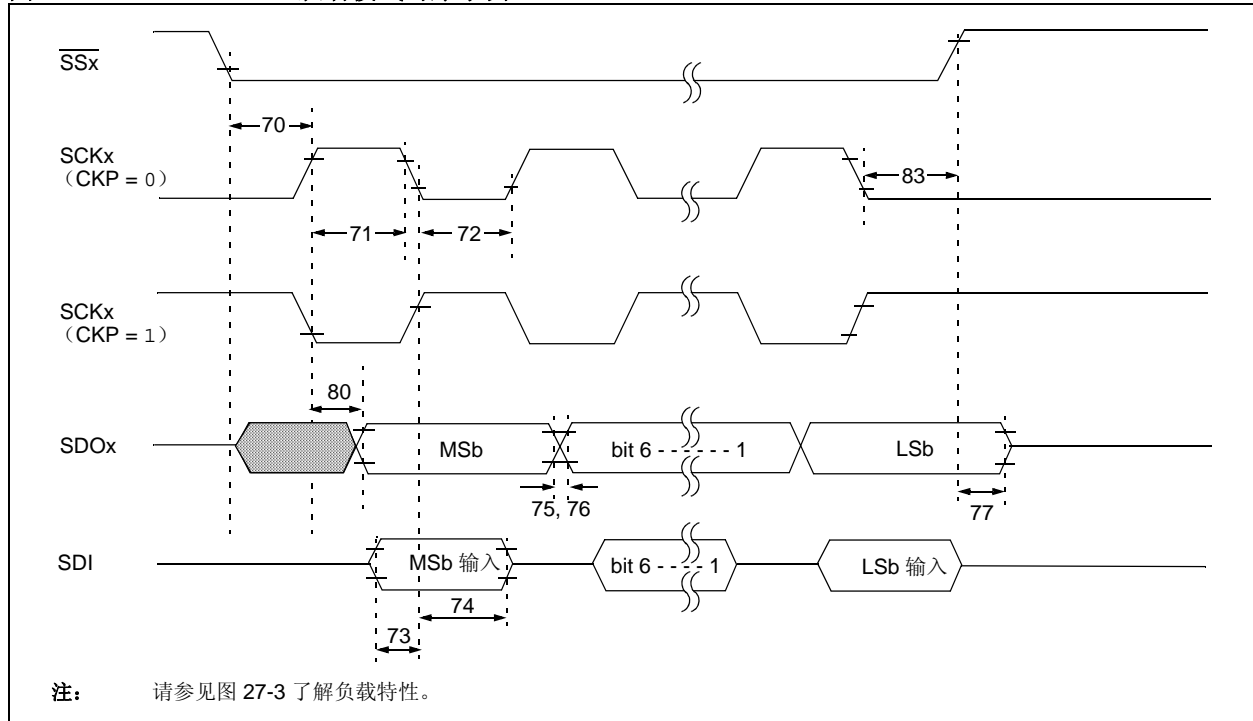 SSx
70
SCKx
（CKP = 0）
83
71
72
SCKx
（CKP = 1）
80
SDOx
MSb
bit 6 - - - - - - 1
LSb
75, 76
77
SDI
MSb 输入
bit 6 - - - - 1
LSb 输入
74
73
注： 请参见图 27-3 了解负载特性。